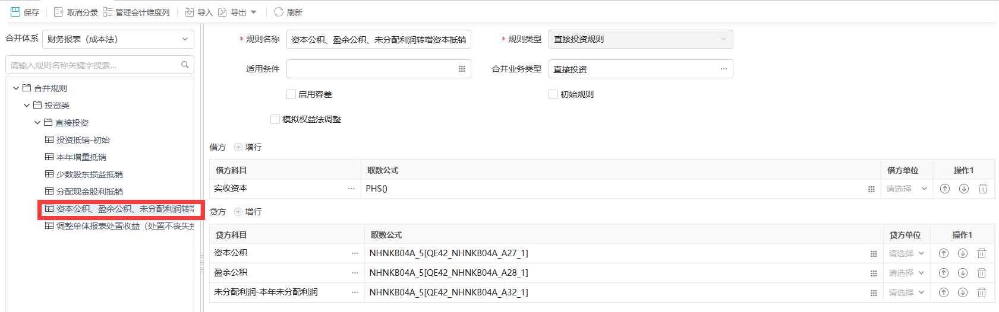 保存 取消分录 管理会计维度列 导入 导出 刷新
合并体系 财务报表（成本法）
请输入规则名称关键字搜索...
合并规则
投资类
直接投资
投资抵销-初始
本年增量抵销
少数股东损益抵销
分配现金股利抵销
资本公积、盈余公积、未分配利润转增
调整单体报表处置收益（处置不丧失控
* 规则名称 资本公积、盈余公积、未分配利润转增资本抵销 * 规则类型 直接投资规则
适用条件 合并业务类型 直接投资 ...
启用容差 初始规则
模拟权益法调整
借方 增行
借方科目 取数公式 借方单位 操作1
实收资本 ... PHS() 请选择
贷方 增行
贷方科目 取数公式 贷方单位 操作1
资本公积 ... NHNKB04A_5[QE42_NHNKB04A_A27_1] 请选择
盈余公积 ... NHNKB04A_5[QE42_NHNKB04A_A28_1] 请选择
未分配利润-本年未分配利润 ... NHNKB04A_5[QE42_NHNKB04A_A32_1] 请选择